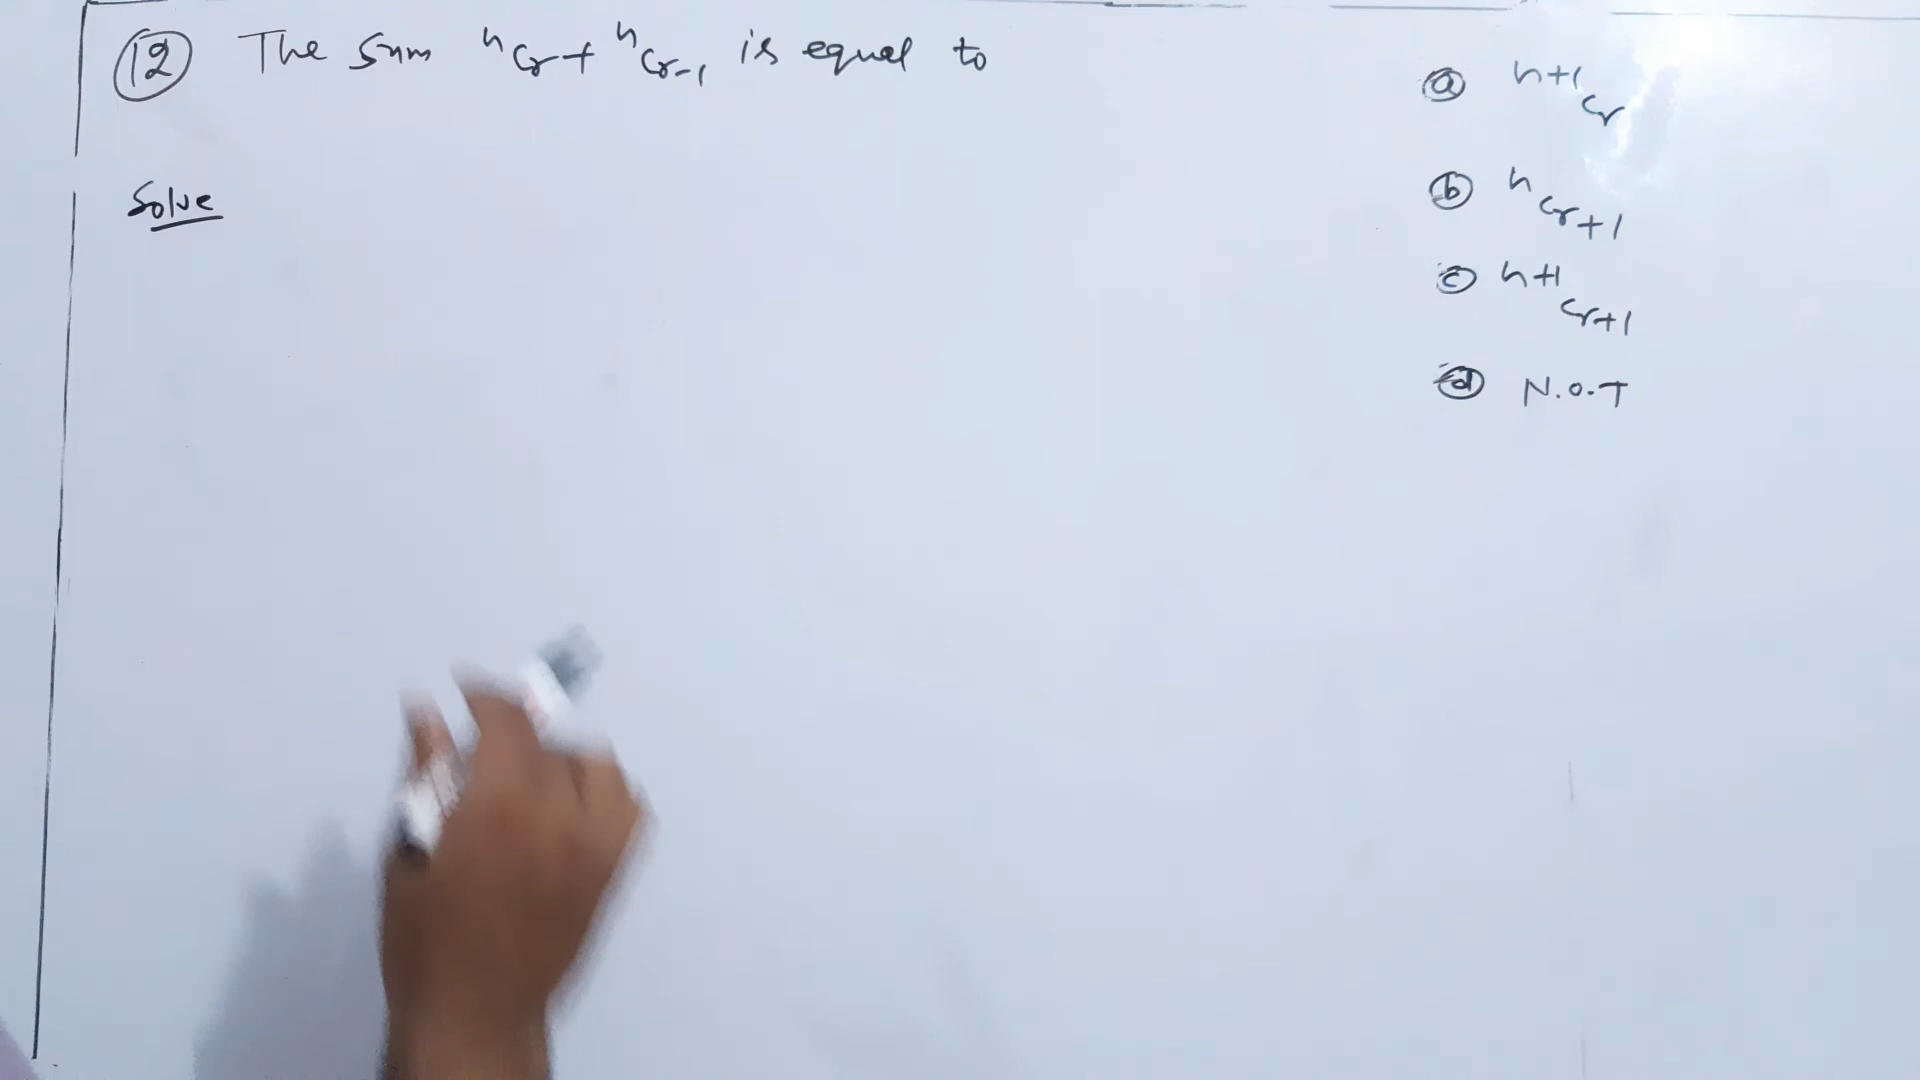 12 The sum nCr + nCr-1 is equal to
a n+1Cr
b nCr+1
c n+1Cr+1
d N.O.T
Solve